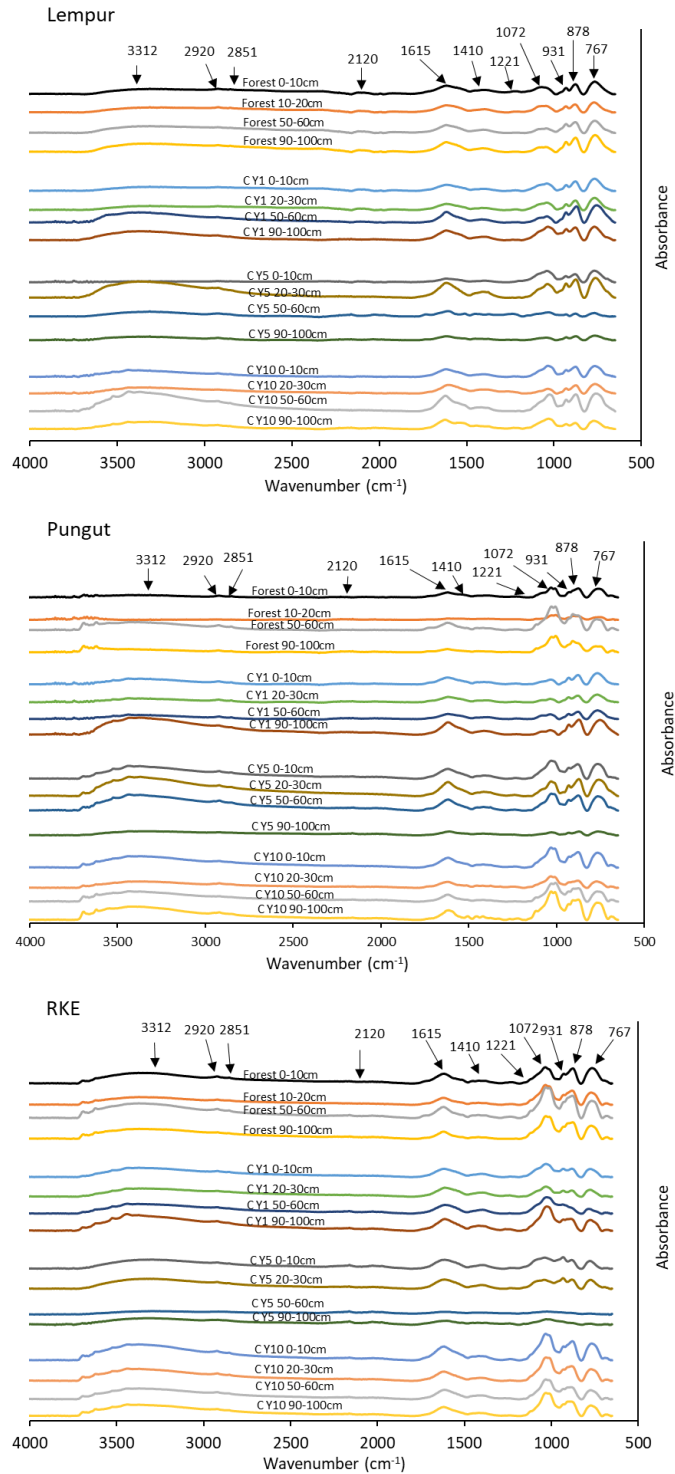 Lempur
3312 2920 2851 2120 1615 1410 1221 1072 931 878 767
Forest 0-10cm
Forest 10-20cm
Forest 50-60cm
Forest 90-100cm
CY1 0-10cm
CY1 20-30cm
CY1 50-60cm
CY1 90-100cm
CY5 0-10cm
CY5 20-30cm
CY5 50-60cm
CY5 90-100cm
CY10 0-10cm
CY10 20-30cm
CY10 50-60cm
CY10 90-100cm
Absorbance
4000 3500 3000 2500 2000 1500 1000 500
Wavenumber (cm-1)
Pungut
3312 2920 2851 2120 1615 1410 1221 1072 931 878 767
Forest 0-10cm
Forest 10-20cm
Forest 50-60cm
Forest 90-100cm
CY1 0-10cm
CY1 20-30cm
CY1 50-60cm
CY1 90-100cm
CY5 0-10cm
CY5 20-30cm
CY5 50-60cm
CY5 90-100cm
CY10 0-10cm
CY10 20-30cm
CY10 50-60cm
CY10 90-100cm
Absorbance
4000 3500 3000 2500 2000 1500 1000 500
Wavenumber (cm-1)
RKE
3312 2920 2851 2120 1615 1410 1221 1072 931 878 767
Forest 0-10cm
Forest 10-20cm
Forest 50-60cm
Forest 90-100cm
CY1 0-10cm
CY1 20-30cm
CY1 50-60cm
CY1 90-100cm
CY5 0-10cm
CY5 20-30cm
CY5 50-60cm
CY5 90-100cm
CY10 0-10cm
CY10 20-30cm
CY10 50-60cm
CY10 90-100cm
Absorbance
4000 3500 3000 2500 2000 1500 1000 500
Wavenumber (cm-1)